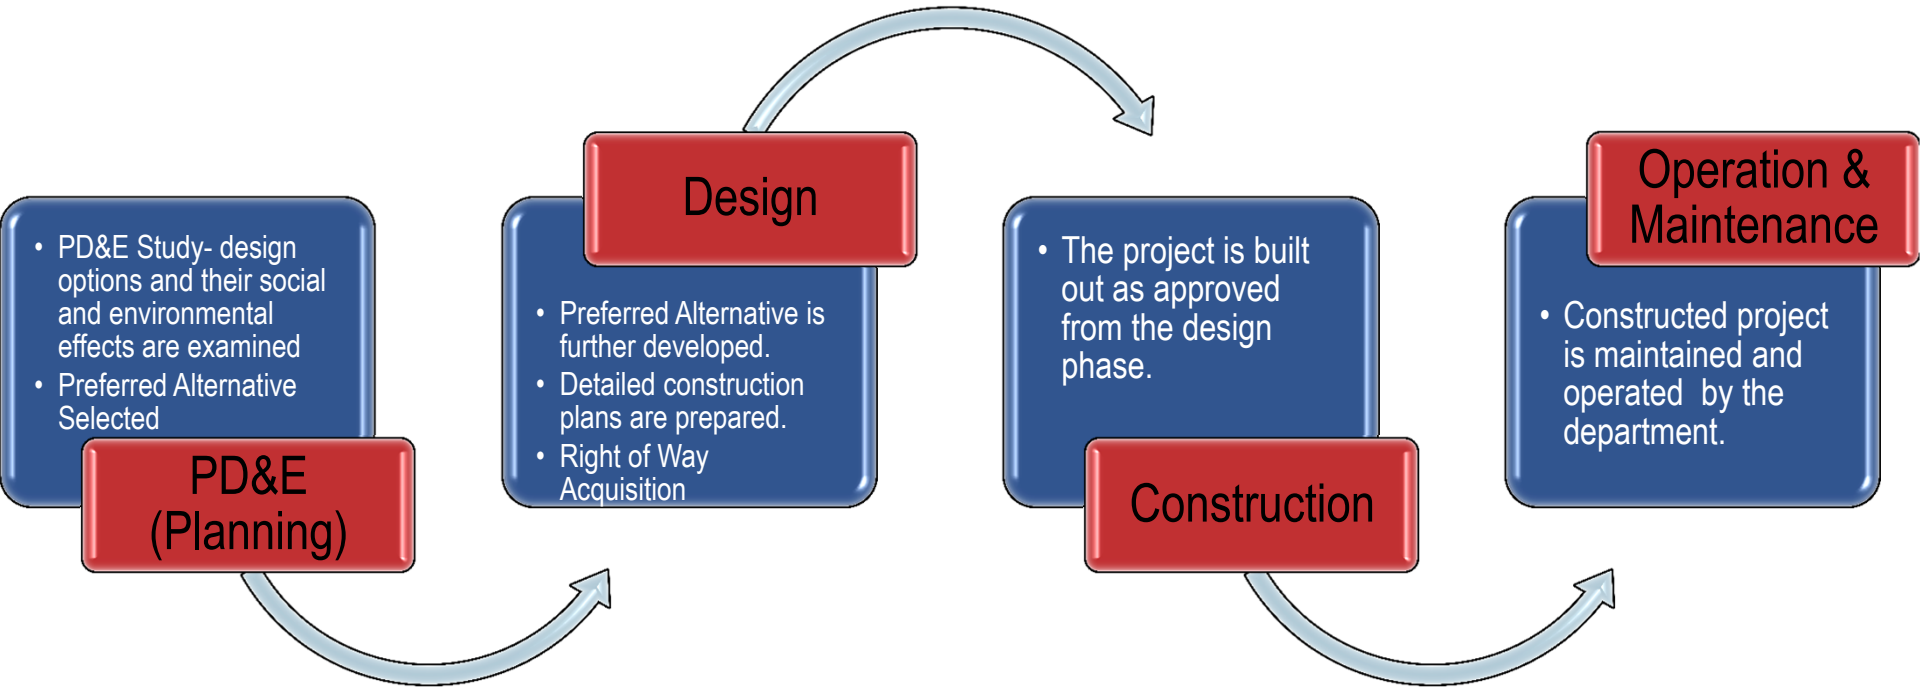 • PD&E Study- design
options and their social
and environmental
effects are examined
• Preferred Alternative
Selected
PD&E
(Planning)
Design
• Preferred Alternative is
further developed.
• Detailed construction
plans are prepared.
• Right of Way
Acquisition
• The project is built
out as approved
from the design
phase.
Construction
Operation &
Maintenance
• Constructed project
is maintained and
operated  by the
department.